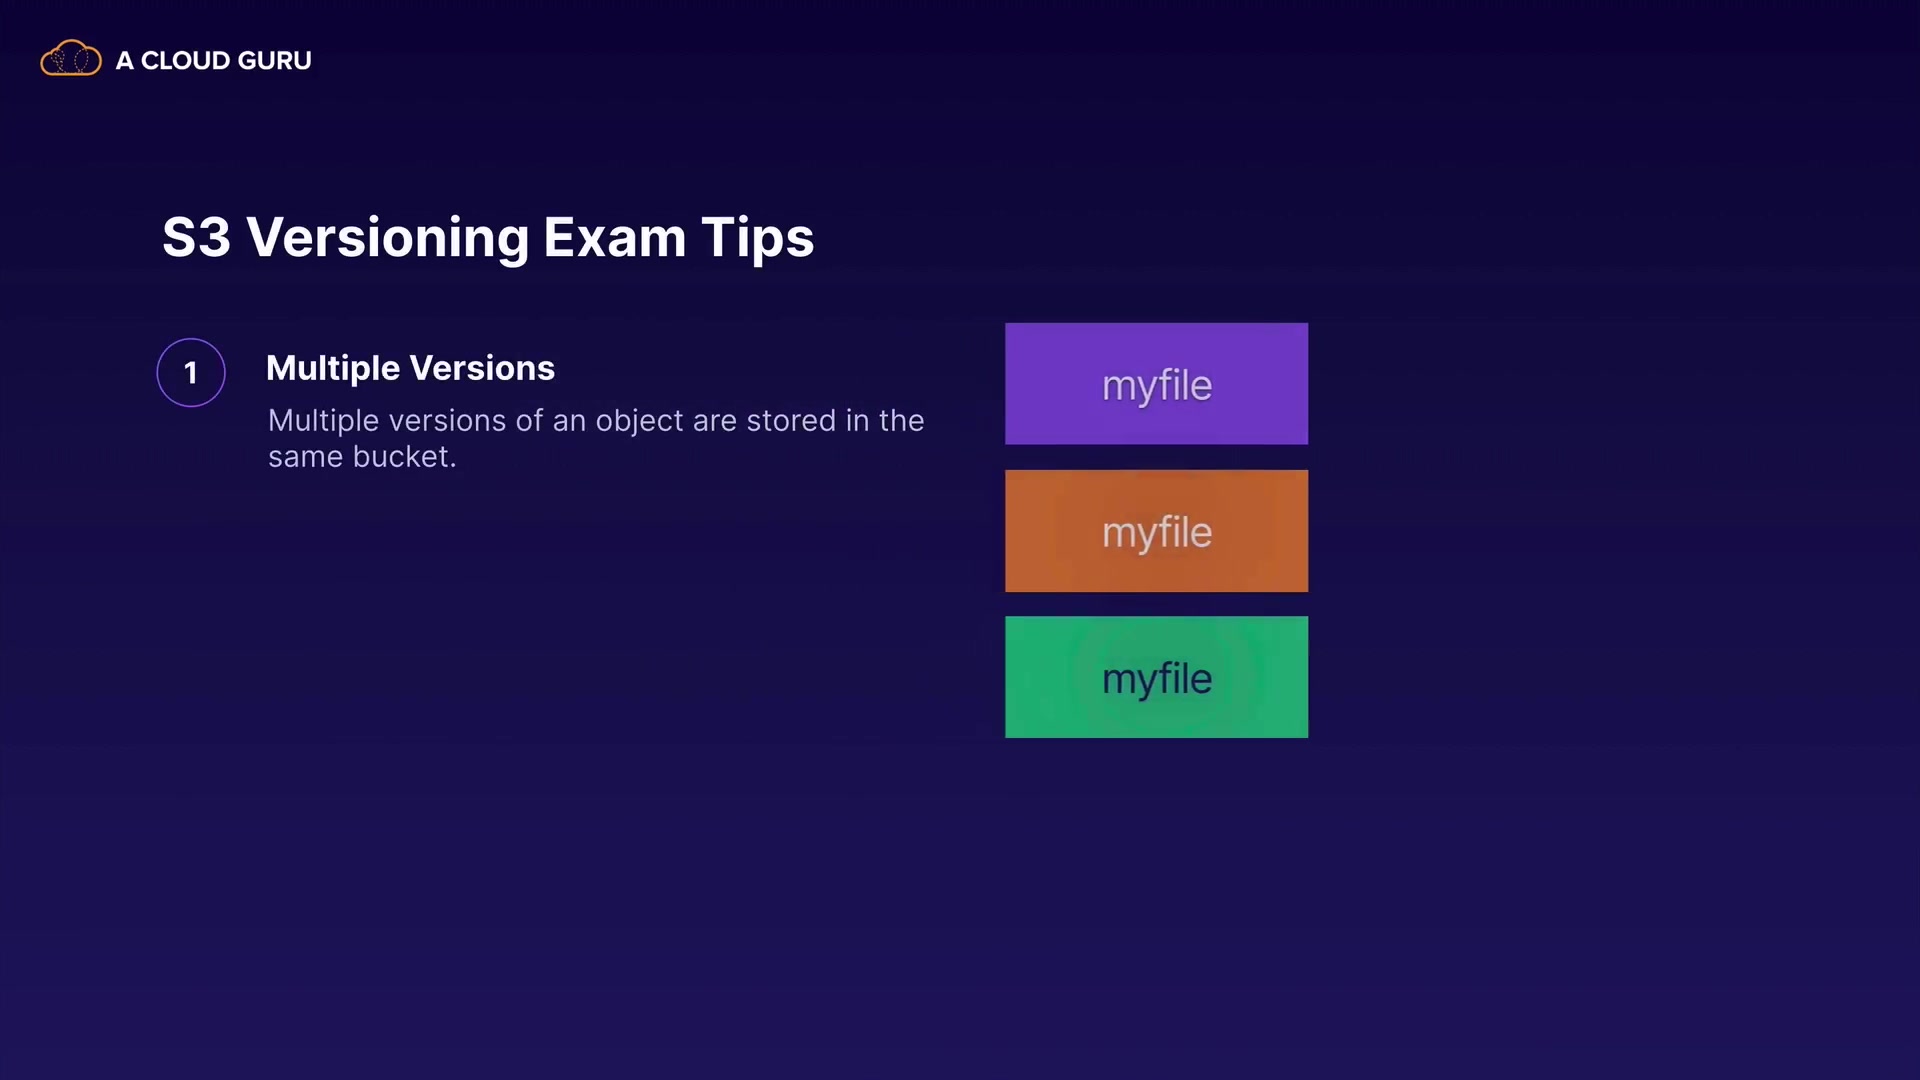 A CLOUD GURU
S3 Versioning Exam Tips
1
Multiple Versions
Multiple versions of an object are stored in the
same bucket.
myfile
myfile
myfile